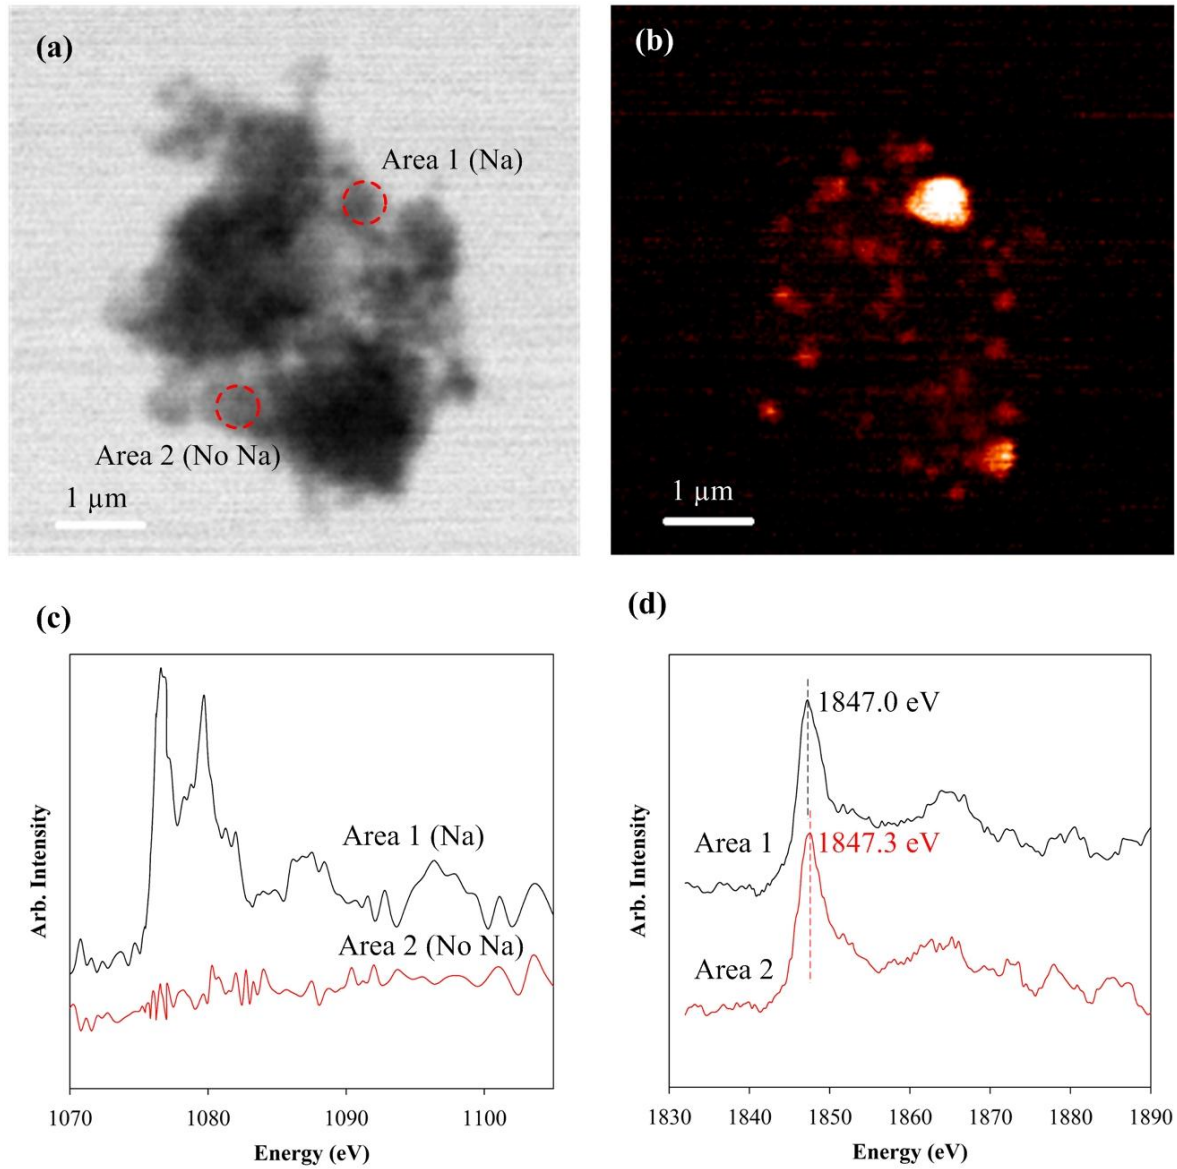 (a)
Area 1 (Na)
Area 2 (No Na)
1 µm
(b)
1 µm
(c)
Arb. Intensity
Area 1 (Na)
Area 2 (No Na)
1070 1080 1090 1100
Energy (eV)
(d)
Arb. Intensity
1847.0 eV
Area 1
1847.3 eV
Area 2
1830 1840 1850 1860 1870 1880 1890
Energy (eV)